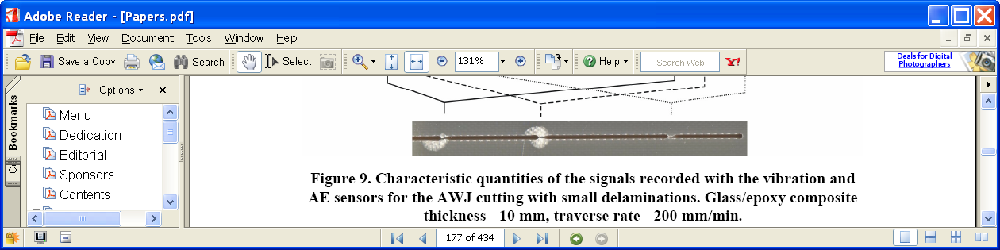 Adobe Reader - [Papers.pdf]
File Edit View Document Tools Window Help
Save a Copy Search Select 131% Help Search Web Y! Deals for Digital Photographers
Options
Bookmarks
Menu
Dedication
Editorial
Sponsors
Contents
Figure 9. Characteristic quantities of the signals recorded with the vibration and
AE sensors for the AWJ cutting with small delaminations. Glass/epoxy composite
thickness - 10 mm, traverse rate - 200 mm/min.
177 of 434